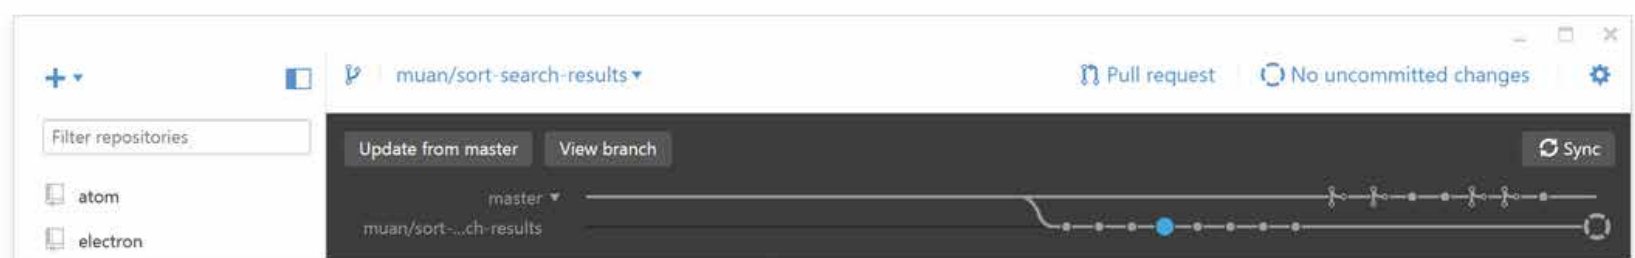 muan/sort-search-results
Pull request
No uncommitted changes
Filter repositories
Update from master
View branch
Sync
atom
master
muan/sort-...ch-results
electron